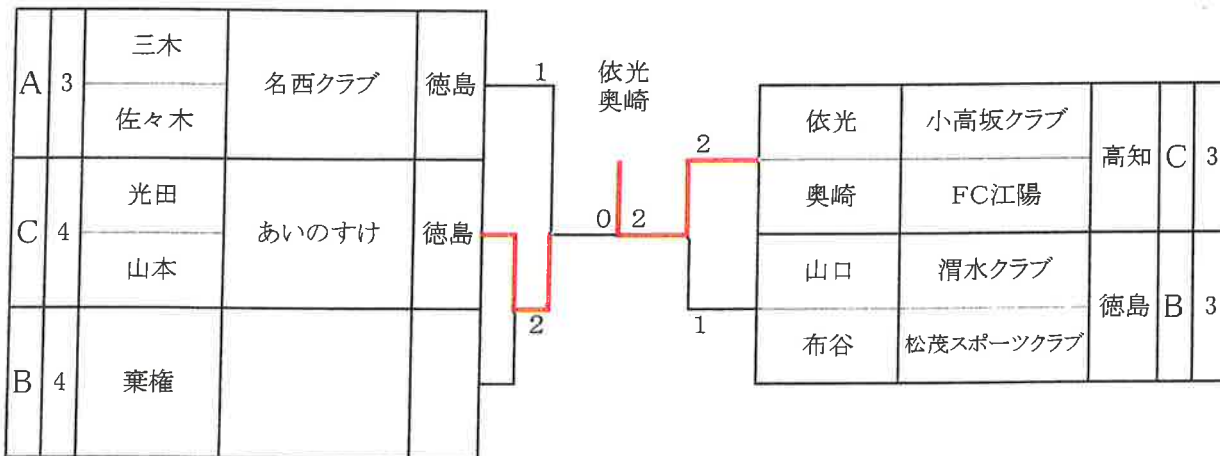 A 3 三木 佐々木 名西クラブ 徳島
C 4 光田 山本 あいのすけ 徳島
B 4 棄権
1
2
依光
奥崎
0 2
2
1
依光 小高坂クラブ 高知 C 3
奥崎 FC江陽
山口 渭水クラブ 徳島 B 3
布谷 松茂スポーツクラブ